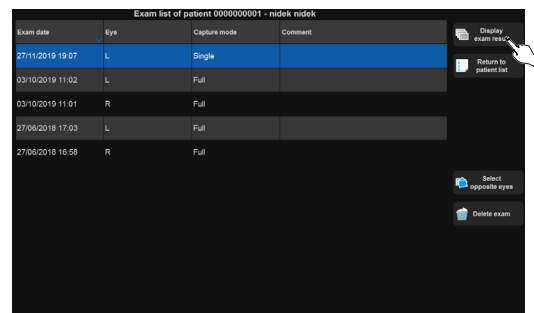 Exam list of patient 0000000001 - nidek nidek
Exam date Eye Capture mode Comment
27/11/2019 19:07 L Single
03/10/2019 11:02 L Full
03/10/2019 11:01 R Full
27/06/2018 17:03 L Full
27/06/2018 16:58 R Full
Display
exam result
Return to
patient list
Select
opposite eyes
Delete exam